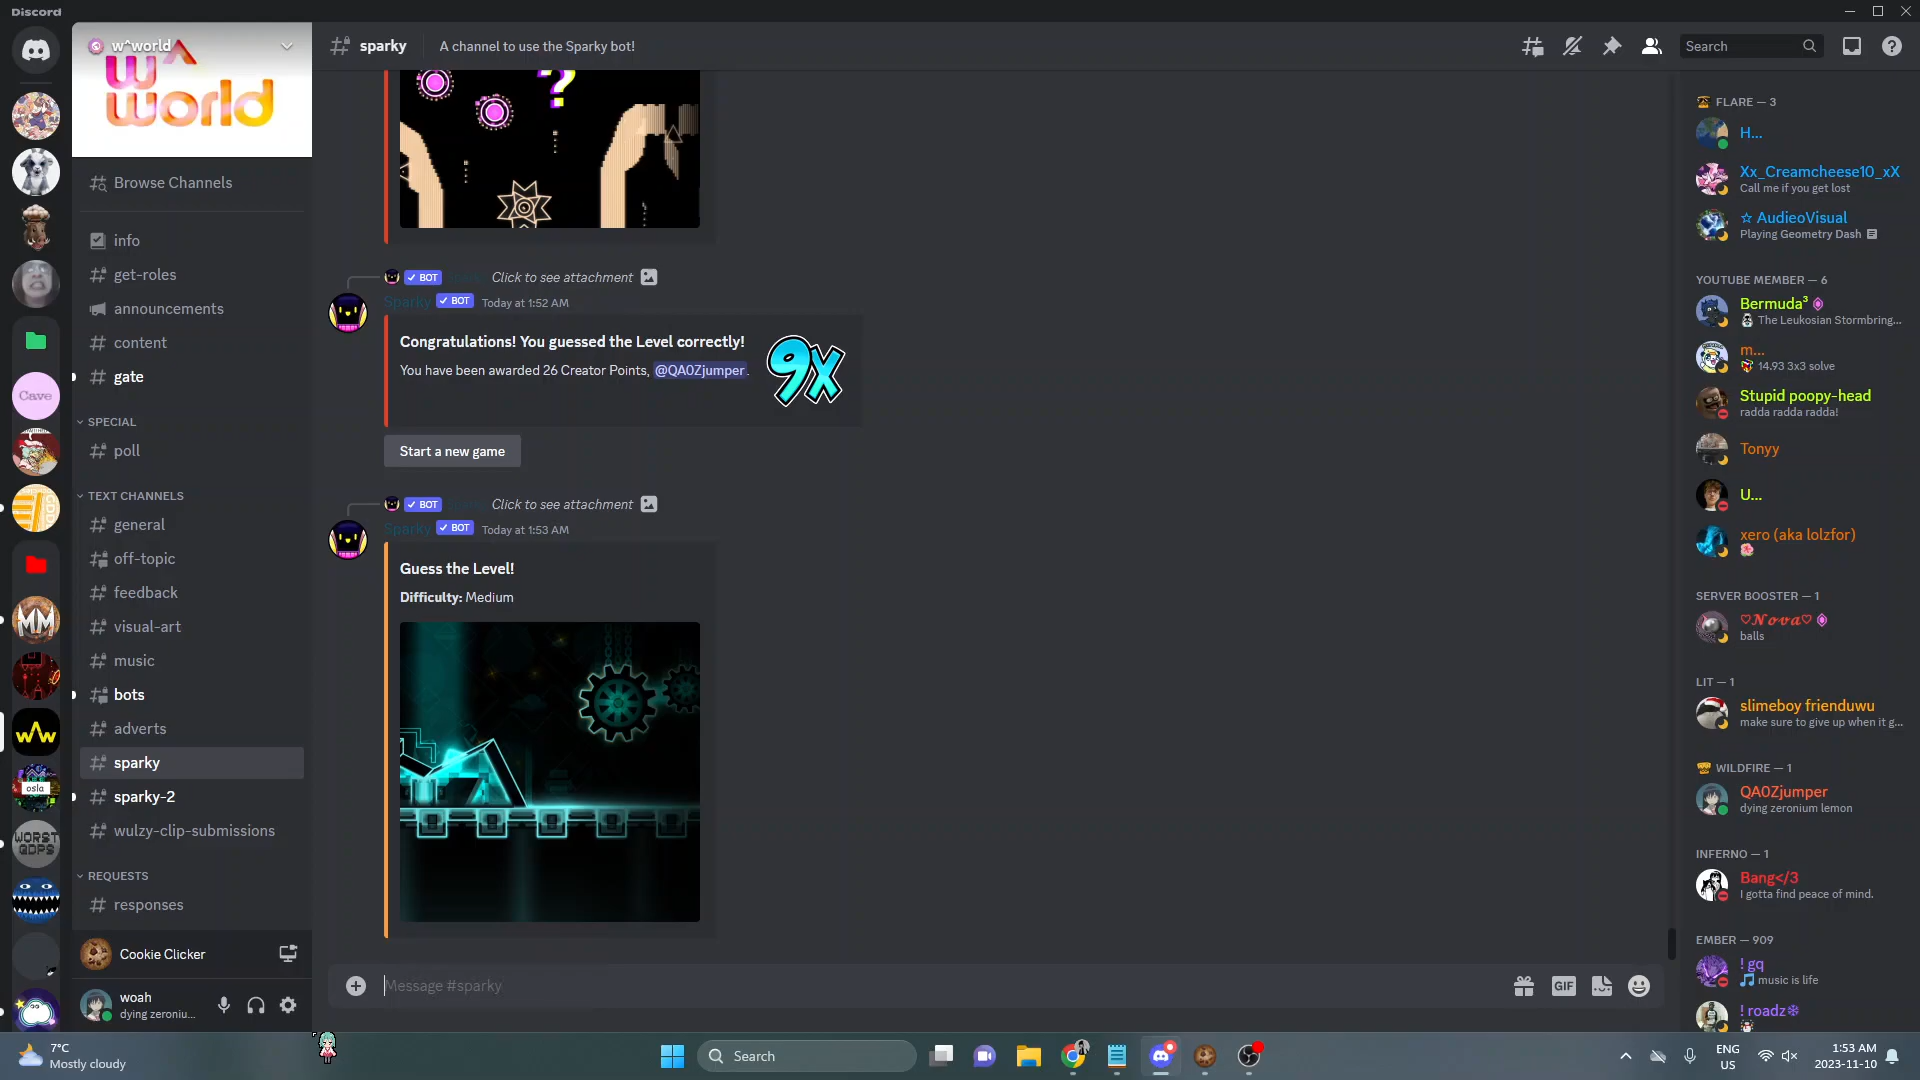 Discord
w^world
w^
world
Browse Channels
info
get-roles
announcements
content
gate
SPECIAL
poll
TEXT CHANNELS
general
off-topic
feedback
visual-art
music
bots
adverts
sparky
sparky-2
wulzy-clip-submissions
REQUESTS
responses
Cookie Clicker
woah
dying zeroniu...
Cave
MM
osla
WORST
GDPS
sparky
A channel to use the Sparky bot!
Search
?
BOT Click to see attachment
Sparky BOT Today at 1:52 AM
Congratulations! You guessed the Level correctly!
You have been awarded 26 Creator Points, @QA0Zjumper.
9X
Start a new game
BOT Click to see attachment
Sparky BOT Today at 1:53 AM
Guess the Level!
Difficulty: Medium
Message #sparky
GIF
FLARE — 3
H...
Xx_Creamcheese10_xX
Call me if you get lost
☆ AudieoVisual
Playing Geometry Dash
YOUTUBE MEMBER — 6
Bermuda³
The Leukosian Stormbring...
m...
14.93 3x3 solve
Stupid poopy-head
radda radda radda!
Tonyy
U...
xero (aka lolzfor)
SERVER BOOSTER — 1
♡𝓝𝓸𝓿𝓪♡
balls
LIT — 1
slimeboy frienduwu
make sure to give up when it g...
WILDFIRE — 1
QA0Zjumper
dying zeronium lemon
INFERNO — 1
Bang</3
I gotta find peace of mind.
EMBER — 909
! gq
🎵 music is life
! roadz❄
7°C
Mostly cloudy
Search
ENG
US
1:53 AM
2023-11-10